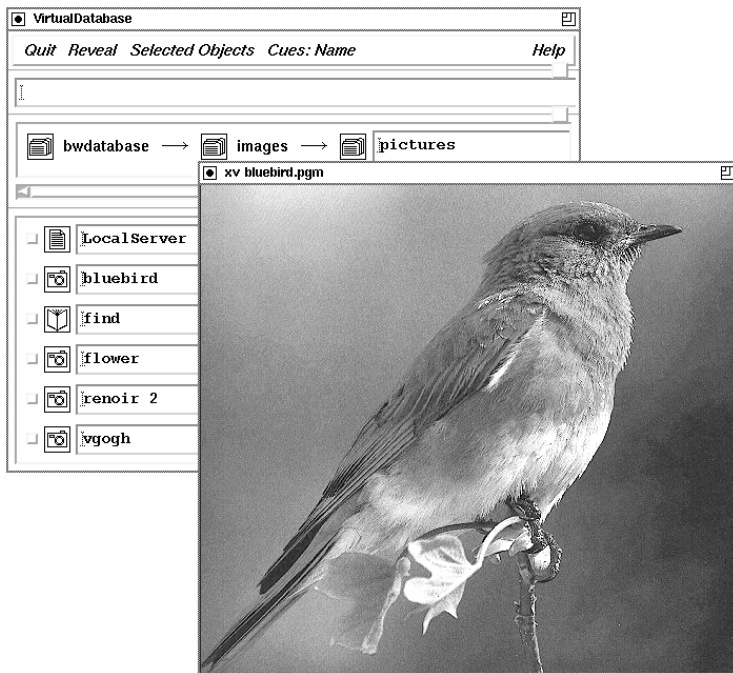 VirtualDatabase
Quit Reveal Selected Objects Cues: Name Help
bwdatabase → images → pictures
xv bluebird.pgm
LocalServer
bluebird
find
flower
renoir 2
vgogh